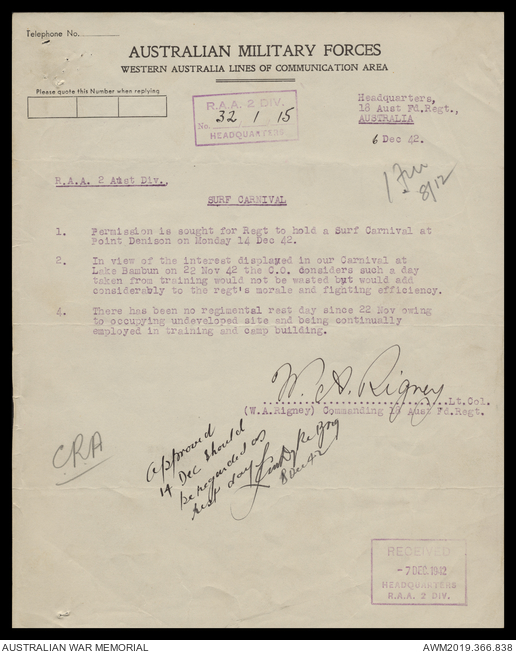 Telephone No.
AUSTRALIAN MILITARY FORCES
WESTERN AUSTRALIA LINES OF COMMUNICATION AREA
Please quote this Number when replying
R.A.A. 2 DIV.
No. 32 1 15
HEADQUARTERS
Headquarters,
18 Aust Fd.Regt.,
AUSTRALIA
6 Dec 42.
8/12
R.A.A. 2 Aust Div.
SURF CARNIVAL
1. Permission is sought for Regt to hold a Surf Carnival at
Point Denison on Monday 14 Dec 42.
2. In view of the interest displayed in our Carnival at
Lake Bambun on 22 Nov 42 the C.O. considers such a day
taken from training would not be wasted but would add
considerably to the regt's morale and fighting efficiency.
4. There has been no regimental rest day since 22 Nov owing
to occupying undeveloped site and being continually
employed in training and camp building.
W. A. Rigney
Lt.Col.
(W.A.Rigney) Commanding 18 Aust Fd.Regt.
CRA
Approved
14 Dec should
be regarded as
rest day
8 Dec 42
RECEIVED
- 7 DEC. 1942
HEADQUARTERS
R.A.A. 2 DIV.
AUSTRALIAN WAR MEMORIAL
AWM2019.366.838